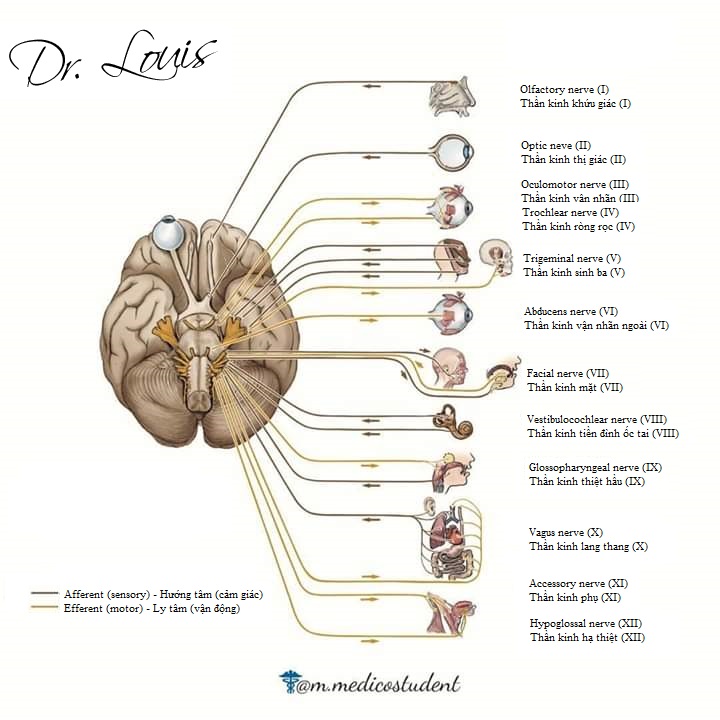 Dr. Louis
Olfactory nerve (I)
Thần kinh khứu giác (I)
Optic neve (II)
Thần kinh thị giác (II)
Oculomotor nerve (III)
Thần kinh vân nhãn (III)
Trochlear nerve (IV)
Thần kinh ròng rọc (IV)
Trigeminal nerve (V)
Thần kinh sinh ba (V)
Abducens nerve (VI)
Thần kinh vận nhãn ngoài (VI)
Facial nerve (VII)
Thần kinh mặt (VII)
Vestibulocochlear nerve (VIII)
Thần kinh tiền đình ốc tai (VIII)
Glossopharyngeal nerve (IX)
Thần kinh thiệt hầu (IX)
Vagus nerve (X)
Thần kinh lang thang (X)
Accessory nerve (XI)
Thần kinh phụ (XI)
Hypoglossal nerve (XII)
Thần kinh hạ thiệt (XII)
Afferent (sensory) - Hướng tâm (cảm giác)
Efferent (motor) - Ly tâm (vận động)
@m.medicostudent